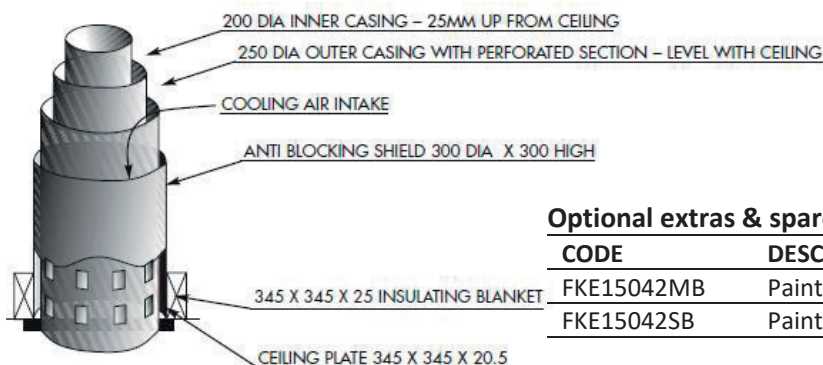 200 DIA INNER CASING – 25MM UP FROM CEILING
250 DIA OUTER CASING WITH PERFORATED SECTION – LEVEL WITH CEILING
COOLING AIR INTAKE
ANTI BLOCKING SHIELD 300 DIA X 300 HIGH
345 X 345 X 25 INSULATING BLANKET
CEILING PLATE 345 X 345 X 20.5
Optional extras & spar
CODE DESC
FKE15042MB Paint
FKE15042SB Paint